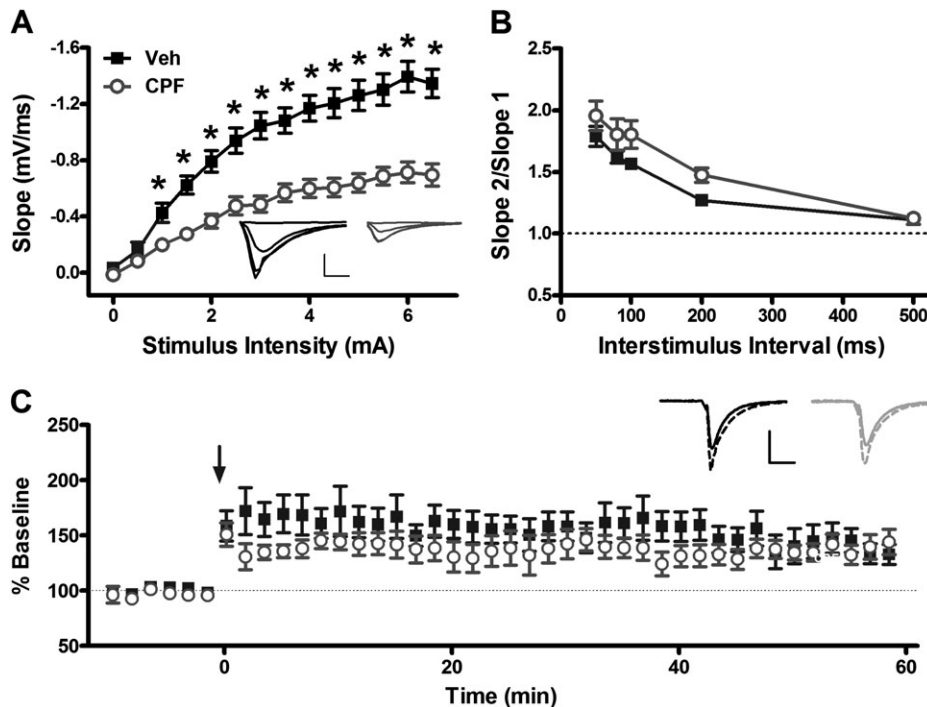 A
Slope (mV/ms)
-1.6
-1.2
-0.8
-0.4
0.0
Veh
CPF
* * * * * * * * * * * *
0 2 4 6
Stimulus Intensity (mA)
B
Slope 2/Slope 1
2.5
2.0
1.5
1.0
0.5
0 100 200 300 400 500
Interstimulus Interval (ms)
C
% Baseline
250
200
150
100
50
0 20 40 60
Time (min)